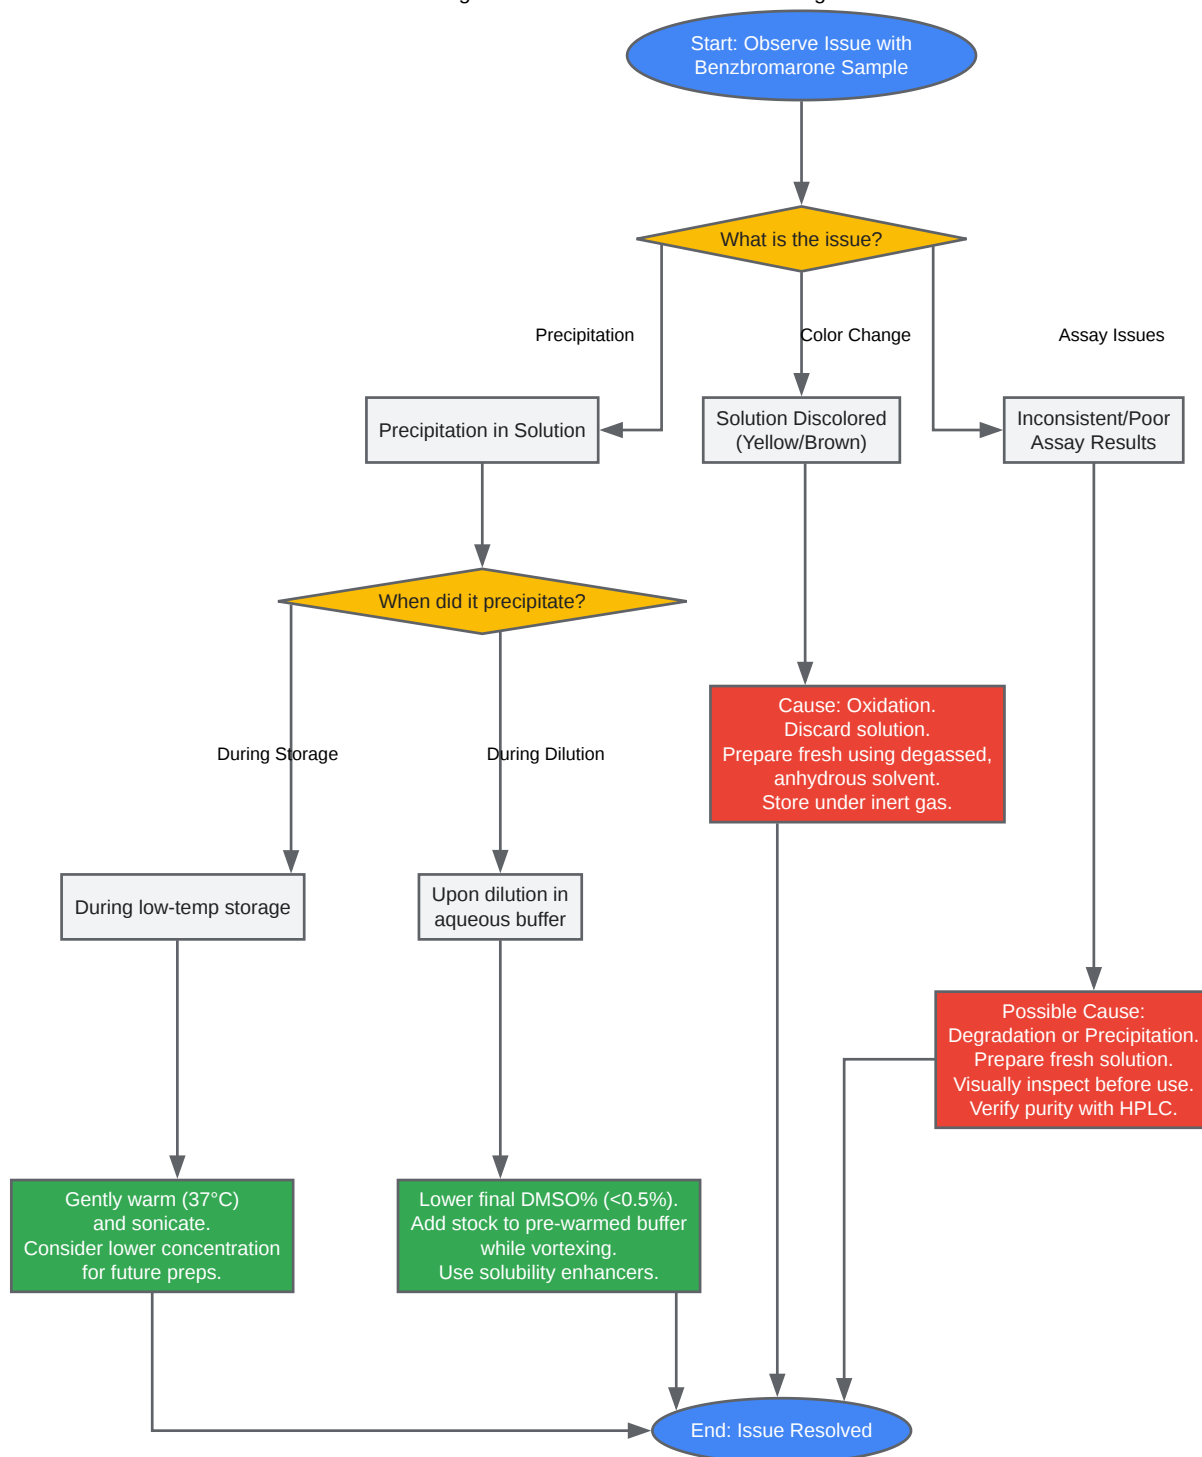 Start: Observe Issue with
Benzbromarone Sample
What is the issue?
Precipitation
Color Change
Assay Issues
Precipitation in Solution
Solution Discolored
(Yellow/Brown)
Inconsistent/Poor
Assay Results
When did it precipitate?
Cause: Oxidation.
Discard solution.
Prepare fresh using degassed,
anhydrous solvent.
Store under inert gas.
During Storage
During Dilution
During low-temp storage
Upon dilution in
aqueous buffer
Possible Cause:
Degradation or Precipitation.
Prepare fresh solution.
Visually inspect before use.
Verify purity with HPLC.
Gently warm (37°C)
and sonicate.
Consider lower concentration
for future preps.
Lower final DMSO% (<0.5%).
Add stock to pre-warmed buffer
while vortexing.
Use solubility enhancers.
End: Issue Resolved